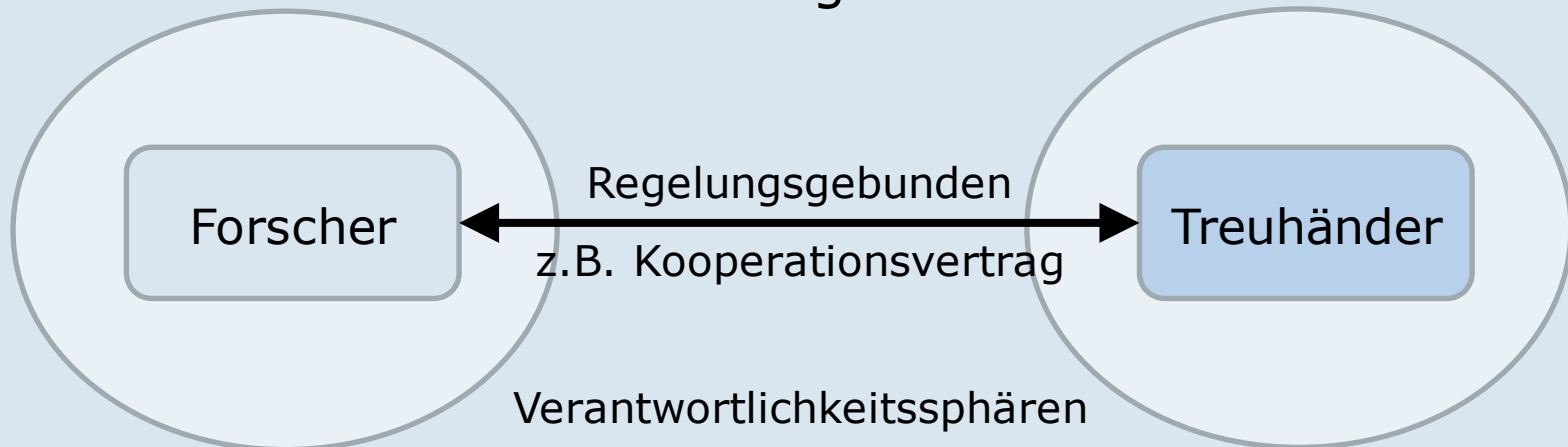 Forscher
Regelungsgebunden
z.B. Kooperationsvertrag
Treuhänder
Verantwortlichkeitssphären